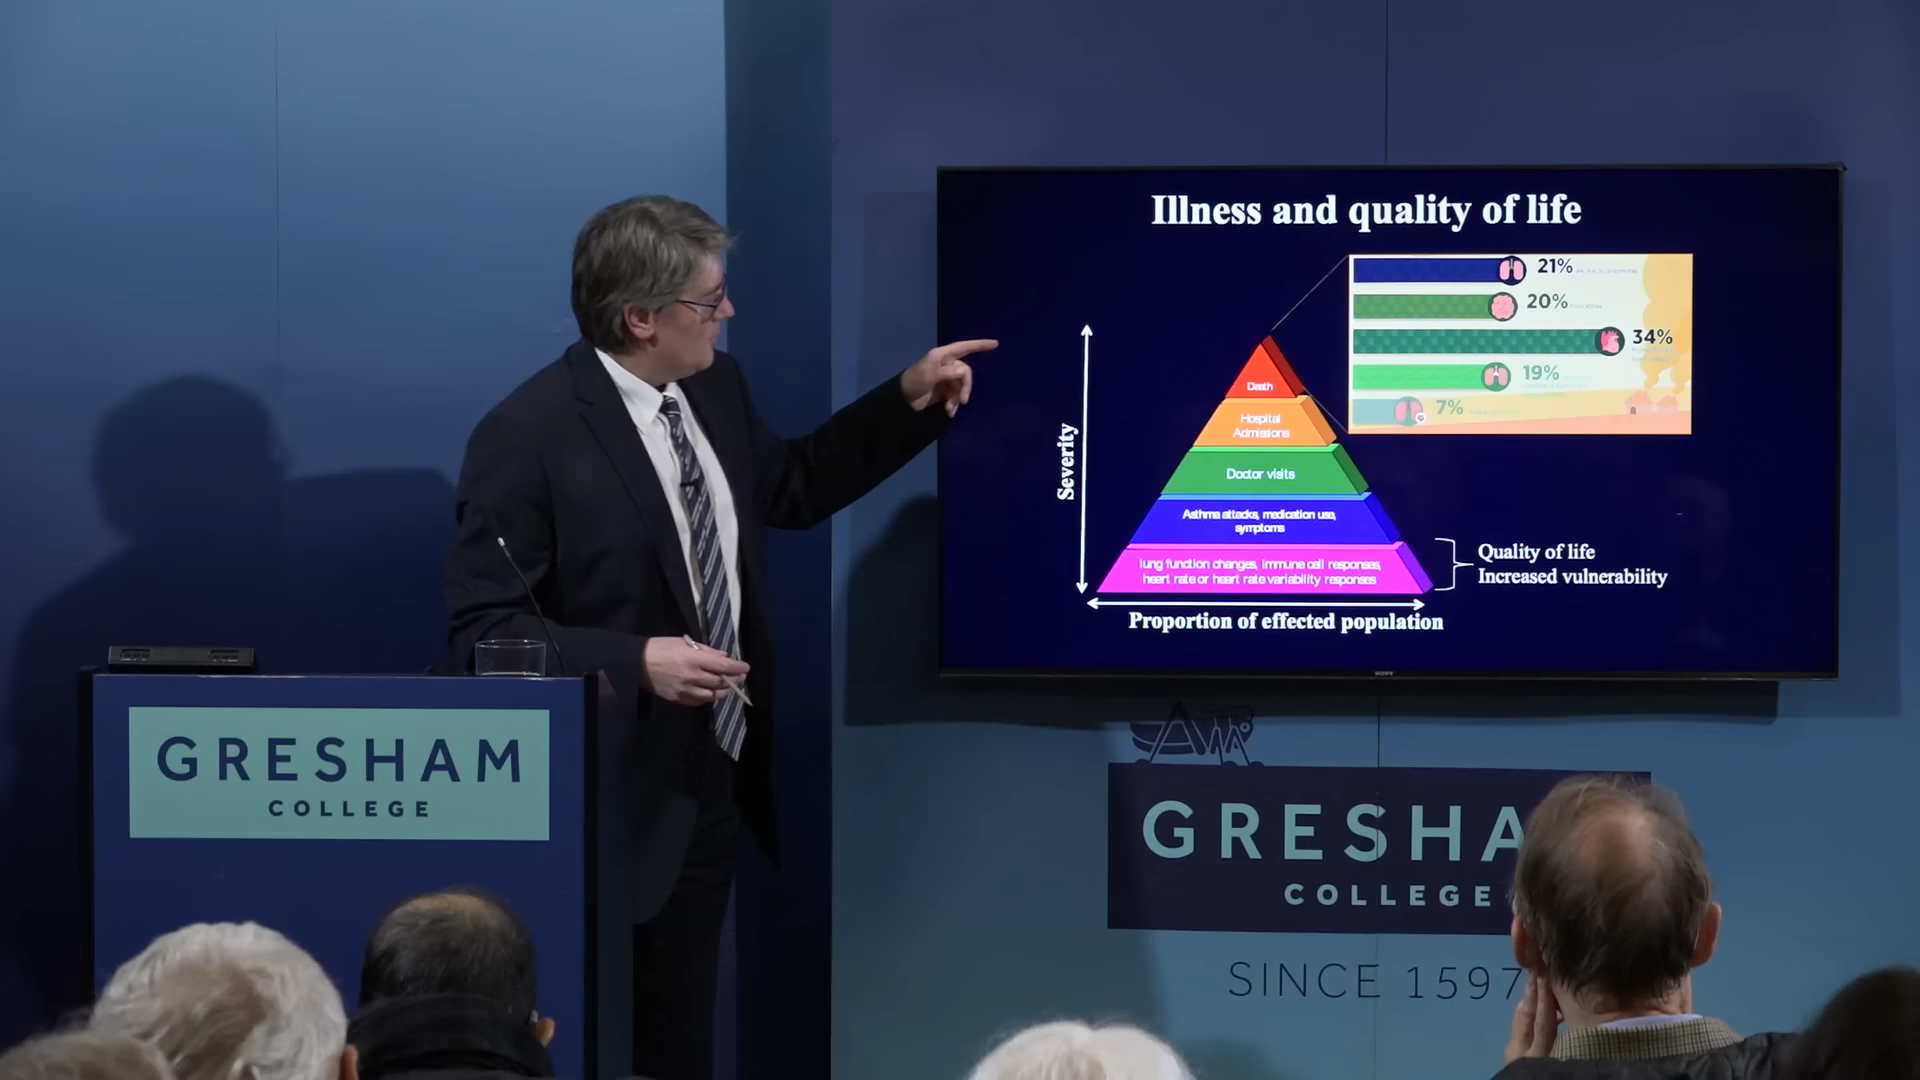 Illness and quality of life
21%
20%
34%
19%
7%
Severity
Death
Hospital
Admissions
Doctor visits
Asthma attacks, medication use,
symptoms
lung function changes, immune cell responses,
heart rate or heart rate variability responses
Quality of life
Increased vulnerability
Proportion of effected population
SONY
GRESHAM
COLLEGE
GRESHA
COLLEGE
SINCE 1597